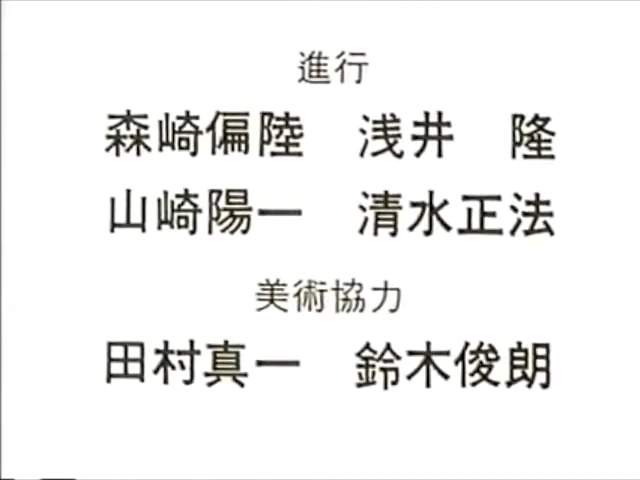 進行
森崎偏陸　浅井　隆
山崎陽一　清水正法
美術協力
田村真一　鈴木俊朗